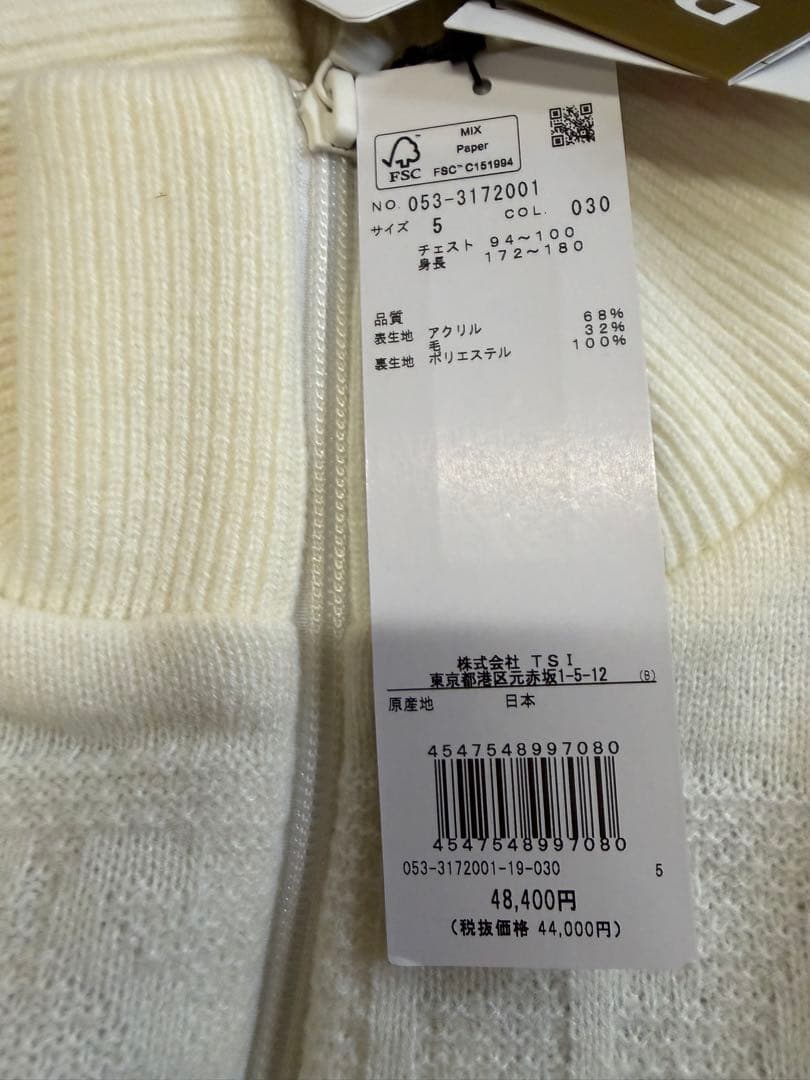 D
MIX
Paper
FSC™ C151994
FSC™
NO. 053-3172001
COL. 030
サイズ 5
チェスト 94～100
身長 172～180
品質
表生地 アクリル 68%
毛 32%
裏生地 ポリエステル 100%
株式会社 TSI
東京都港区元赤坂1-5-12 (B)
原産地 日本
4547548997080
4547548997080
053-3172001-19-030 5
48,400円
(税抜価格 44,000円)